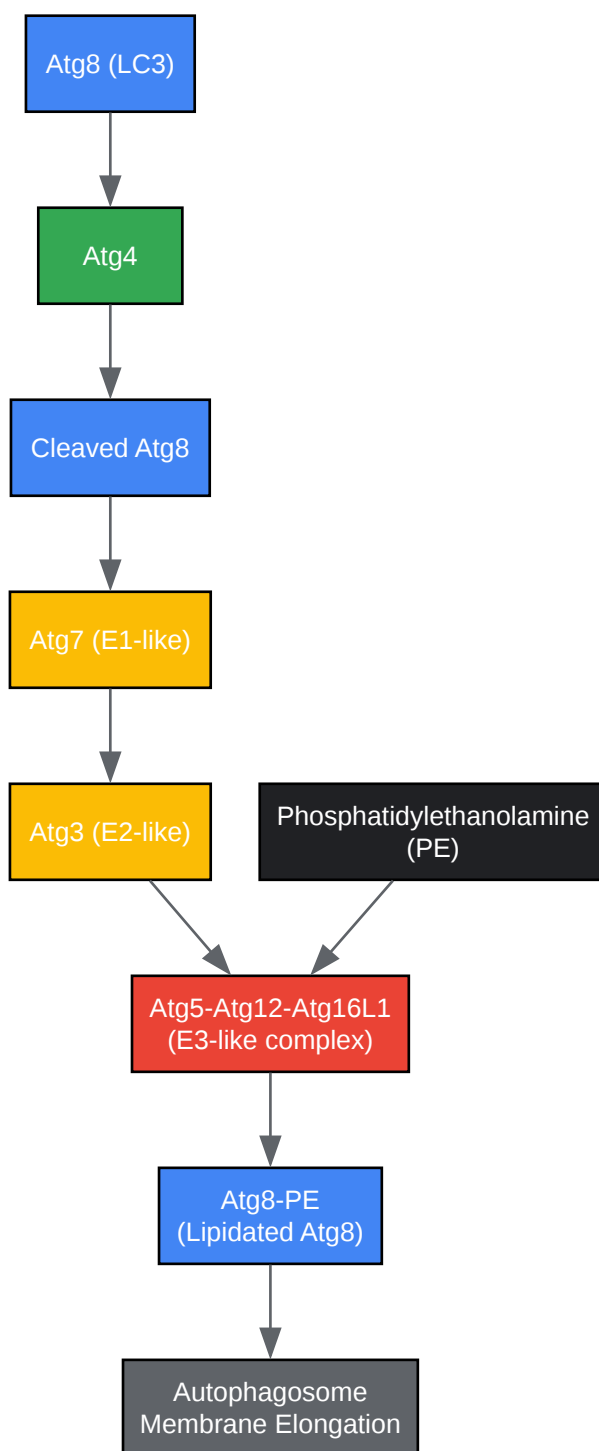 Atg8 (LC3)
Atg4
Cleaved Atg8
Atg7 (E1-like)
Atg3 (E2-like)
Phosphatidylethanolamine
(PE)
Atg5-Atg12-Atg16L1
(E3-like complex)
Atg8-PE
(Lipidated Atg8)
Autophagosome
Membrane Elongation